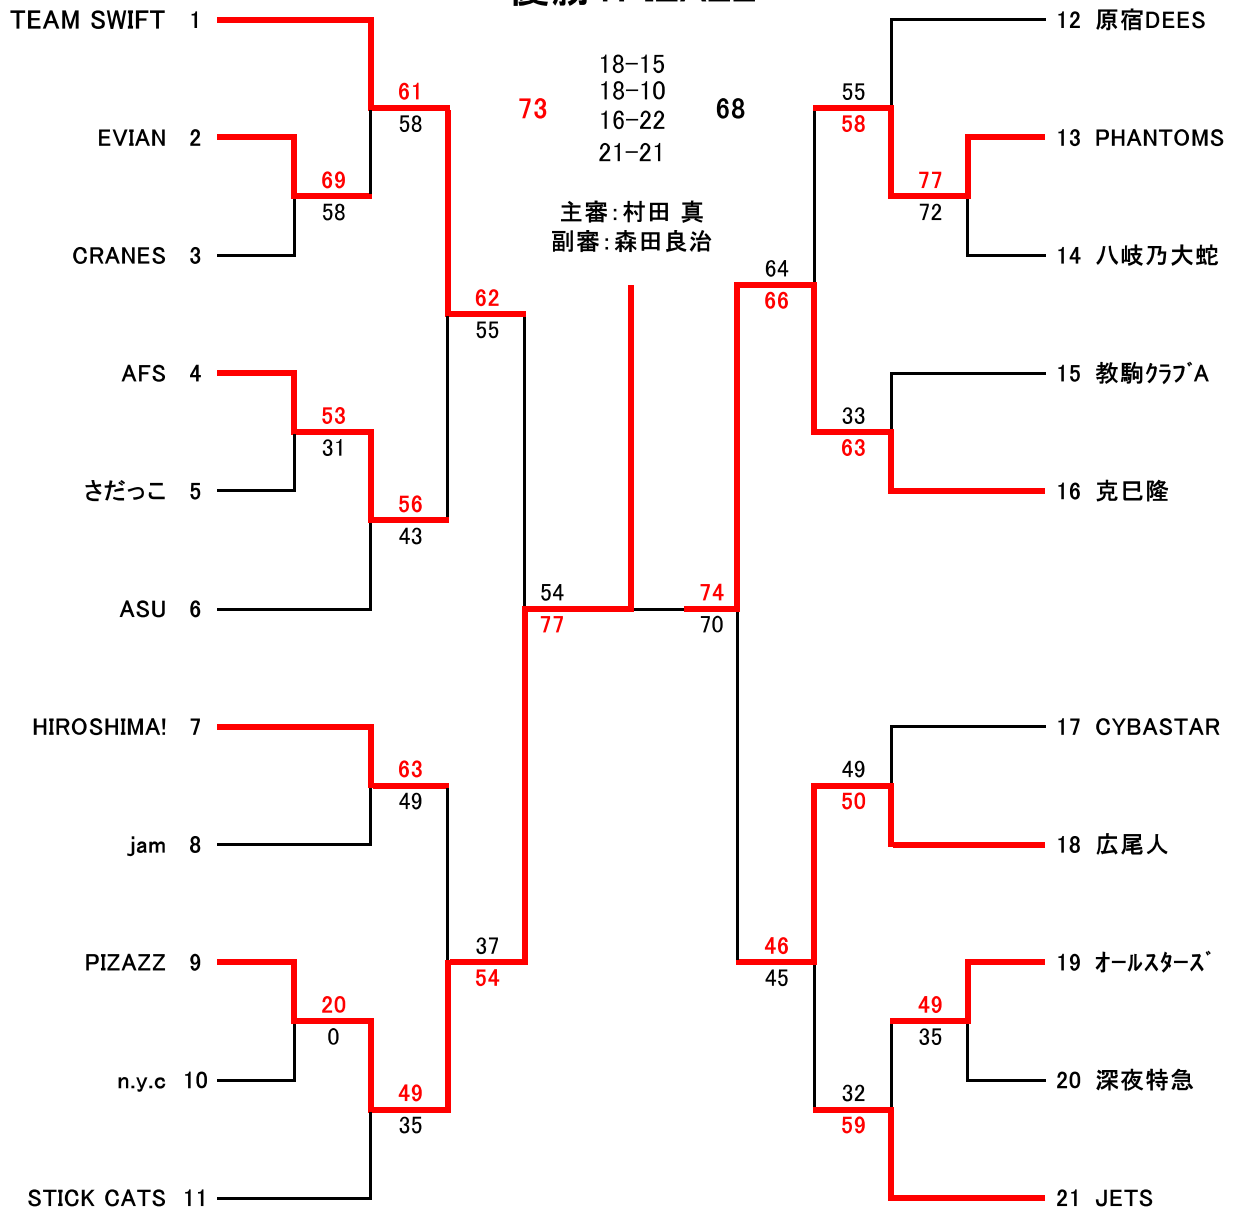 TEAM SWIFT 1
61
58
EVIAN 2
69
58
CRANES 3
62
55
AFS 4
53
31
さだっこ 5
56
43
ASU 6
54
77
HIROSHIMA! 7
63
49
jam 8
37
54
PIZAZZ 9
20
0
n.y.c 10
49
35
STICK CATS 11
73
18-15
18-10
16-22
21-21
68
主審:村田 真
副審:森田良治
12 原宿DEES
55
58
13 PHANTOMS
77
72
14 八岐乃大蛇
64
66
15 教駒ｸﾗﾌﾞA
33
63
16 克巳隆
74
70
17 CYBASTAR
49
50
18 広尾人
46
45
19 ｵｰﾙｽﾀｰｽﾞ
49
35
20 深夜特急
32
59
21 JETS